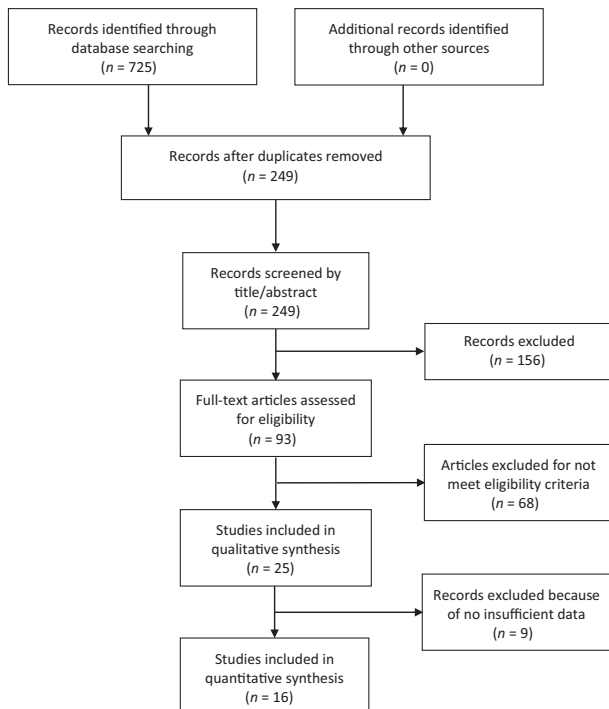 Records identified through
database searching
(n = 725)
Additional records identified
through other sources
(n = 0)
Records after duplicates removed
(n = 249)
Records screened by
title/abstract
(n = 249)
Records excluded
(n = 156)
Full-text articles assessed
for eligibility
(n = 93)
Articles excluded for not
meet eligibility criteria
(n = 68)
Studies included in
qualitative synthesis
(n = 25)
Records excluded because
of no insufficient data
(n = 9)
Studies included in
quantitative synthesis
(n = 16)